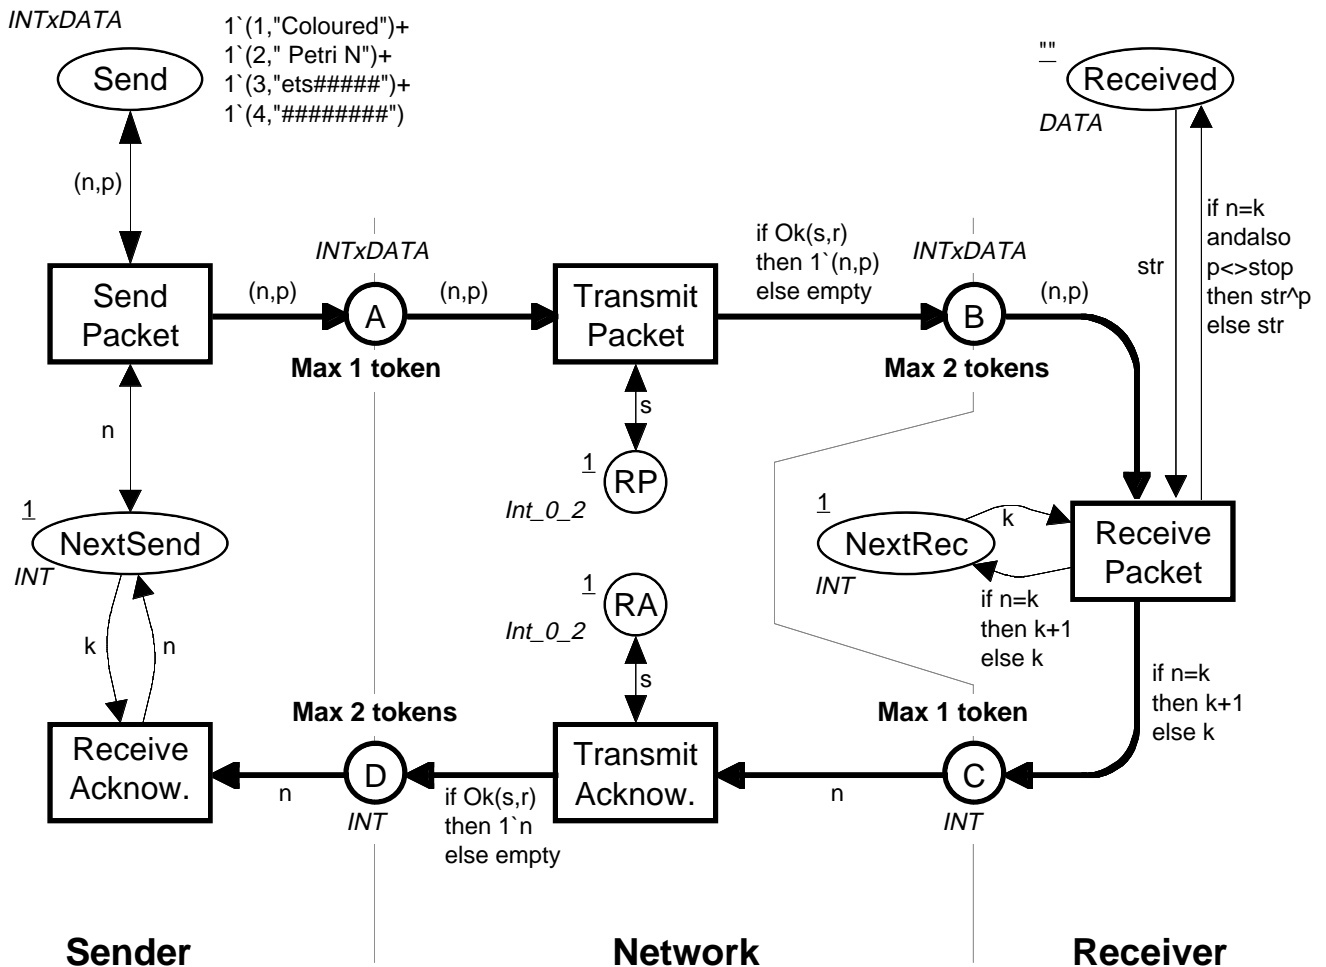 INTxDATA
Send
1`(1,"Coloured")+
1`(2," Petri N")+
1`(3,"ets#####")+
1`(4,"########")
""
Received
DATA
(n,p)
Send
Packet
(n,p)
INTxDATA
A
Max 1 token
(n,p)
Transmit
Packet
if Ok(s,r)
then 1`(n,p)
else empty
INTxDATA
B
Max 2 tokens
(n,p)
str
if n=k
andalso
p<>stop
then str^p
else str
n
s
1
RP
Int_0_2
1
NextSend
INT
1
NextRec
INT
k
if n=k
then k+1
else k
Receive
Packet
1
RA
Int_0_2
s
k
n
if n=k
then k+1
else k
Receive
Acknow.
n
Max 2 tokens
D
INT
if Ok(s,r)
then 1`n
else empty
Transmit
Acknow.
n
Max 1 token
C
INT
Sender
Network
Receiver